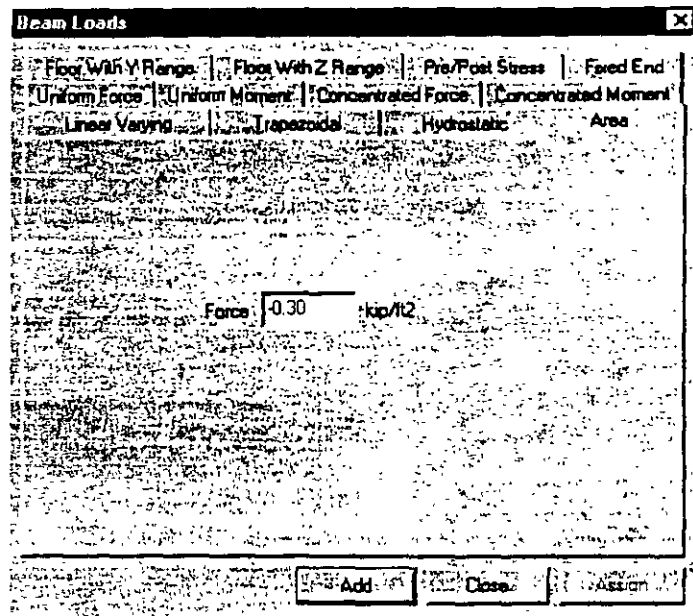 Beam Loads
Floor With Y Range Floor With Z Range Pre/Post Stress Fixed End
Uniform Force Uniform Moment Concentrated Force Concentrated Moment
Linear Varying Trapezoidal Hydrostatic Area
Force -0.30 kip/ft2
Add Close Assign